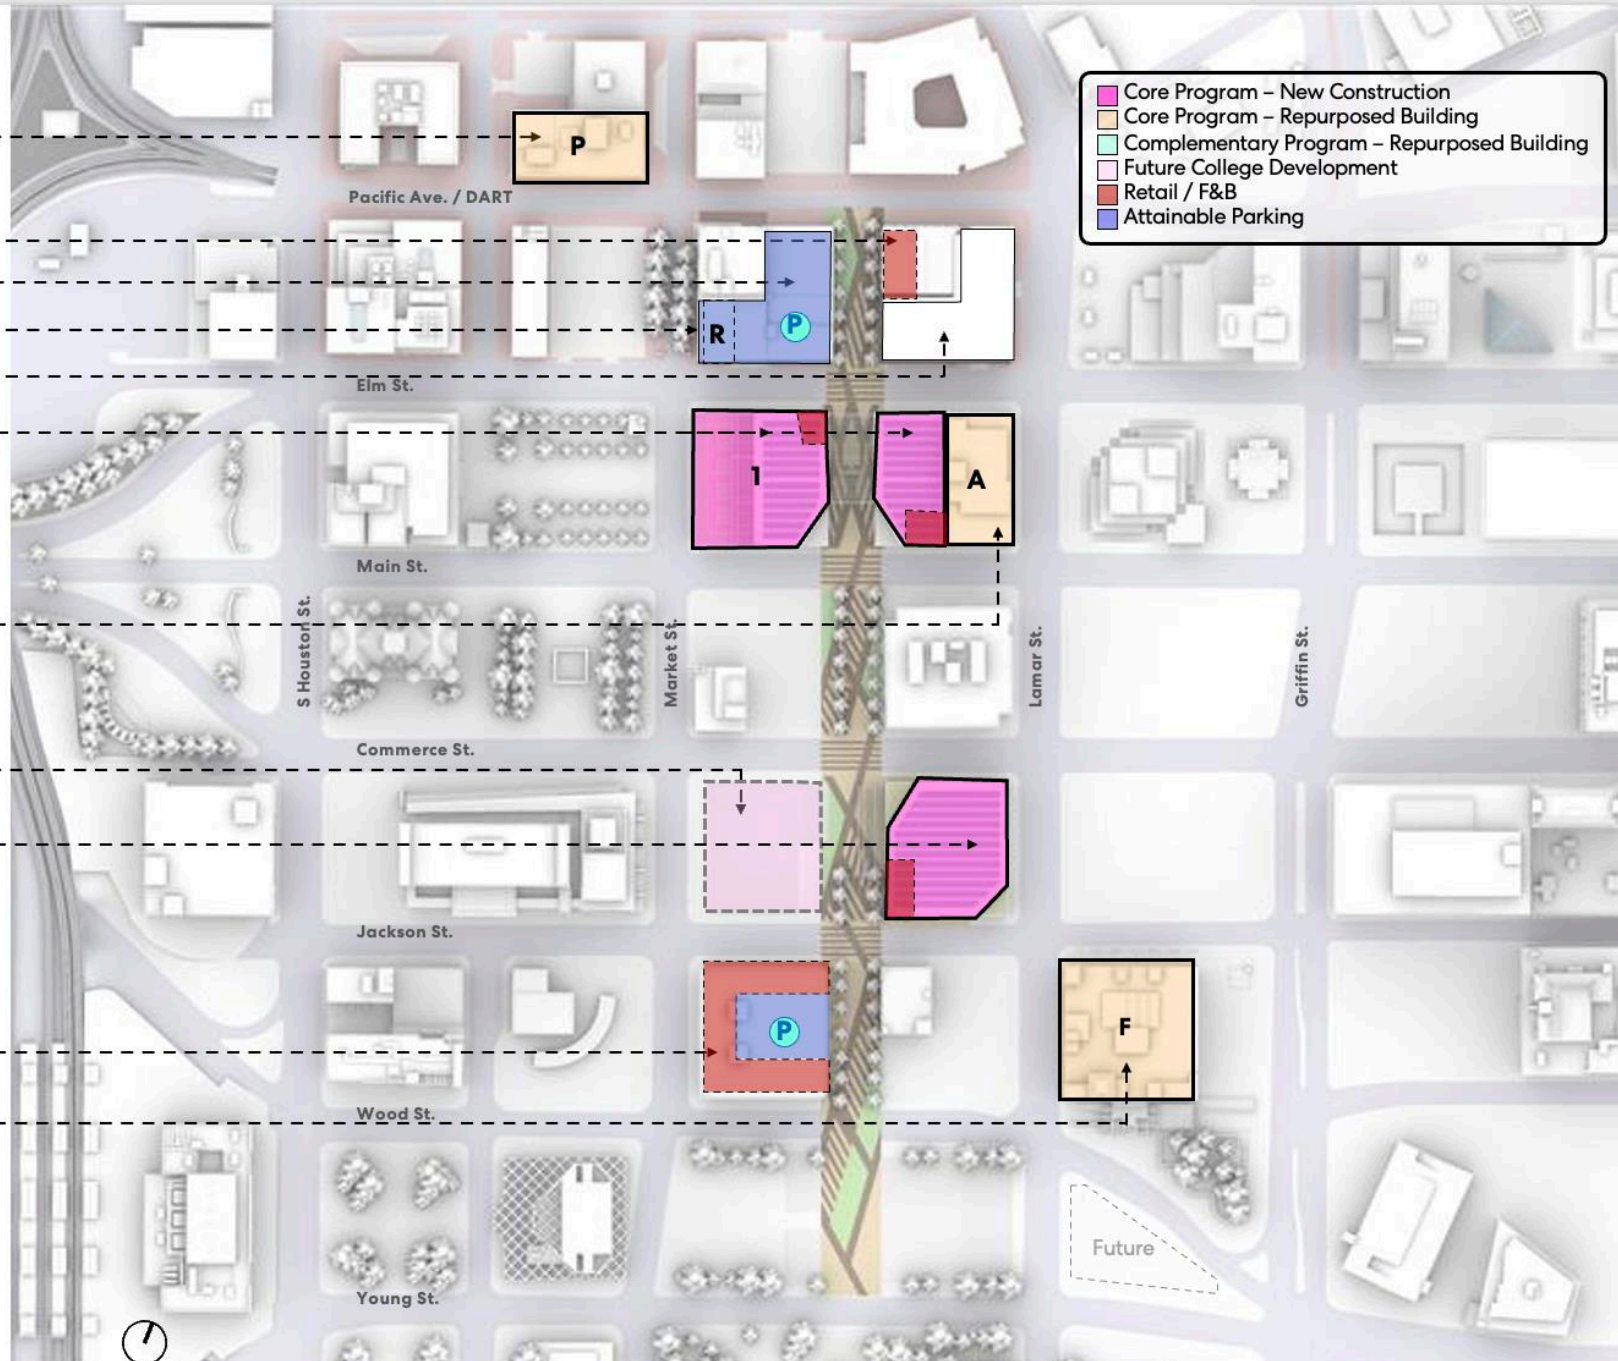 Core Program – New Construction
Core Program – Repurposed Building
Complementary Program – Repurposed Building
Future College Development
Retail / F&B
Attainable Parking
P
Pacific Ave. / DART
R
P
Elm St.
1
A
Main St.
S Houston St.
Market St.
Lamar St.
Griffin St.
Commerce St.
Jackson St.
P
F
Wood St.
Future
Young St.